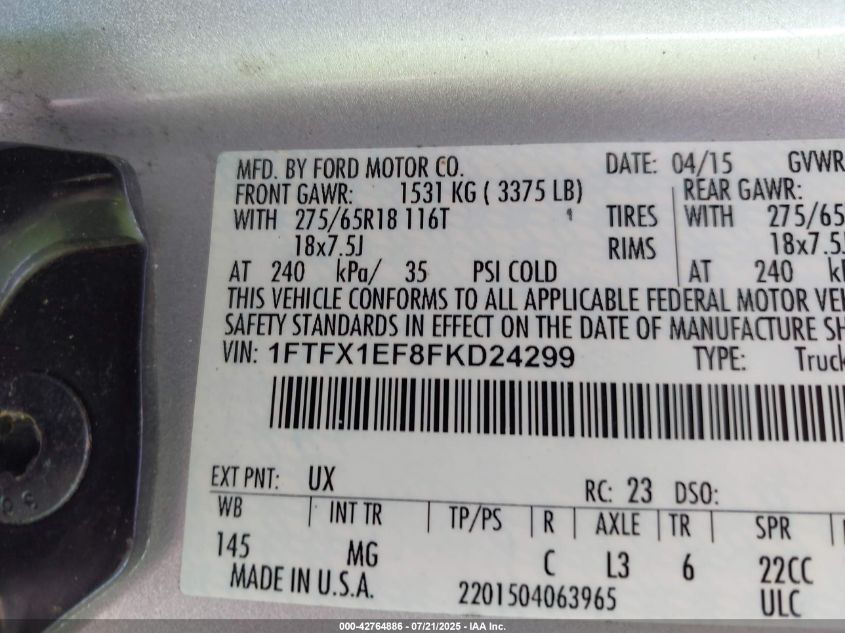 MFD. BY FORD MOTOR CO. DATE: 04/15 GVWR
FRONT GAWR: 1531 KG ( 3375 LB) REAR GAWR:
WITH 275/65R18 116T TIRES WITH 275/65
18x7.5J RIMS 18x7.5J
AT 240 kPa/ 35 PSI COLD AT 240
THIS VEHICLE CONFORMS TO ALL APPLICABLE FEDERAL MOTOR VEH
SAFETY STANDARDS IN EFFECT ON THE DATE OF MANUFACTURE SH
VIN: 1FTFX1EF8FKD24299 TYPE: Truck
EXT PNT: UX RC: 23 DSO:
WB INT TR TP/PS R AXLE TR SPR
145 MG C L3 6 22CC
MADE IN U.S.A. 2201504063965 ULC
000-42764886 - 07/21/2025 - COPYRIGHT IAA, LLC.